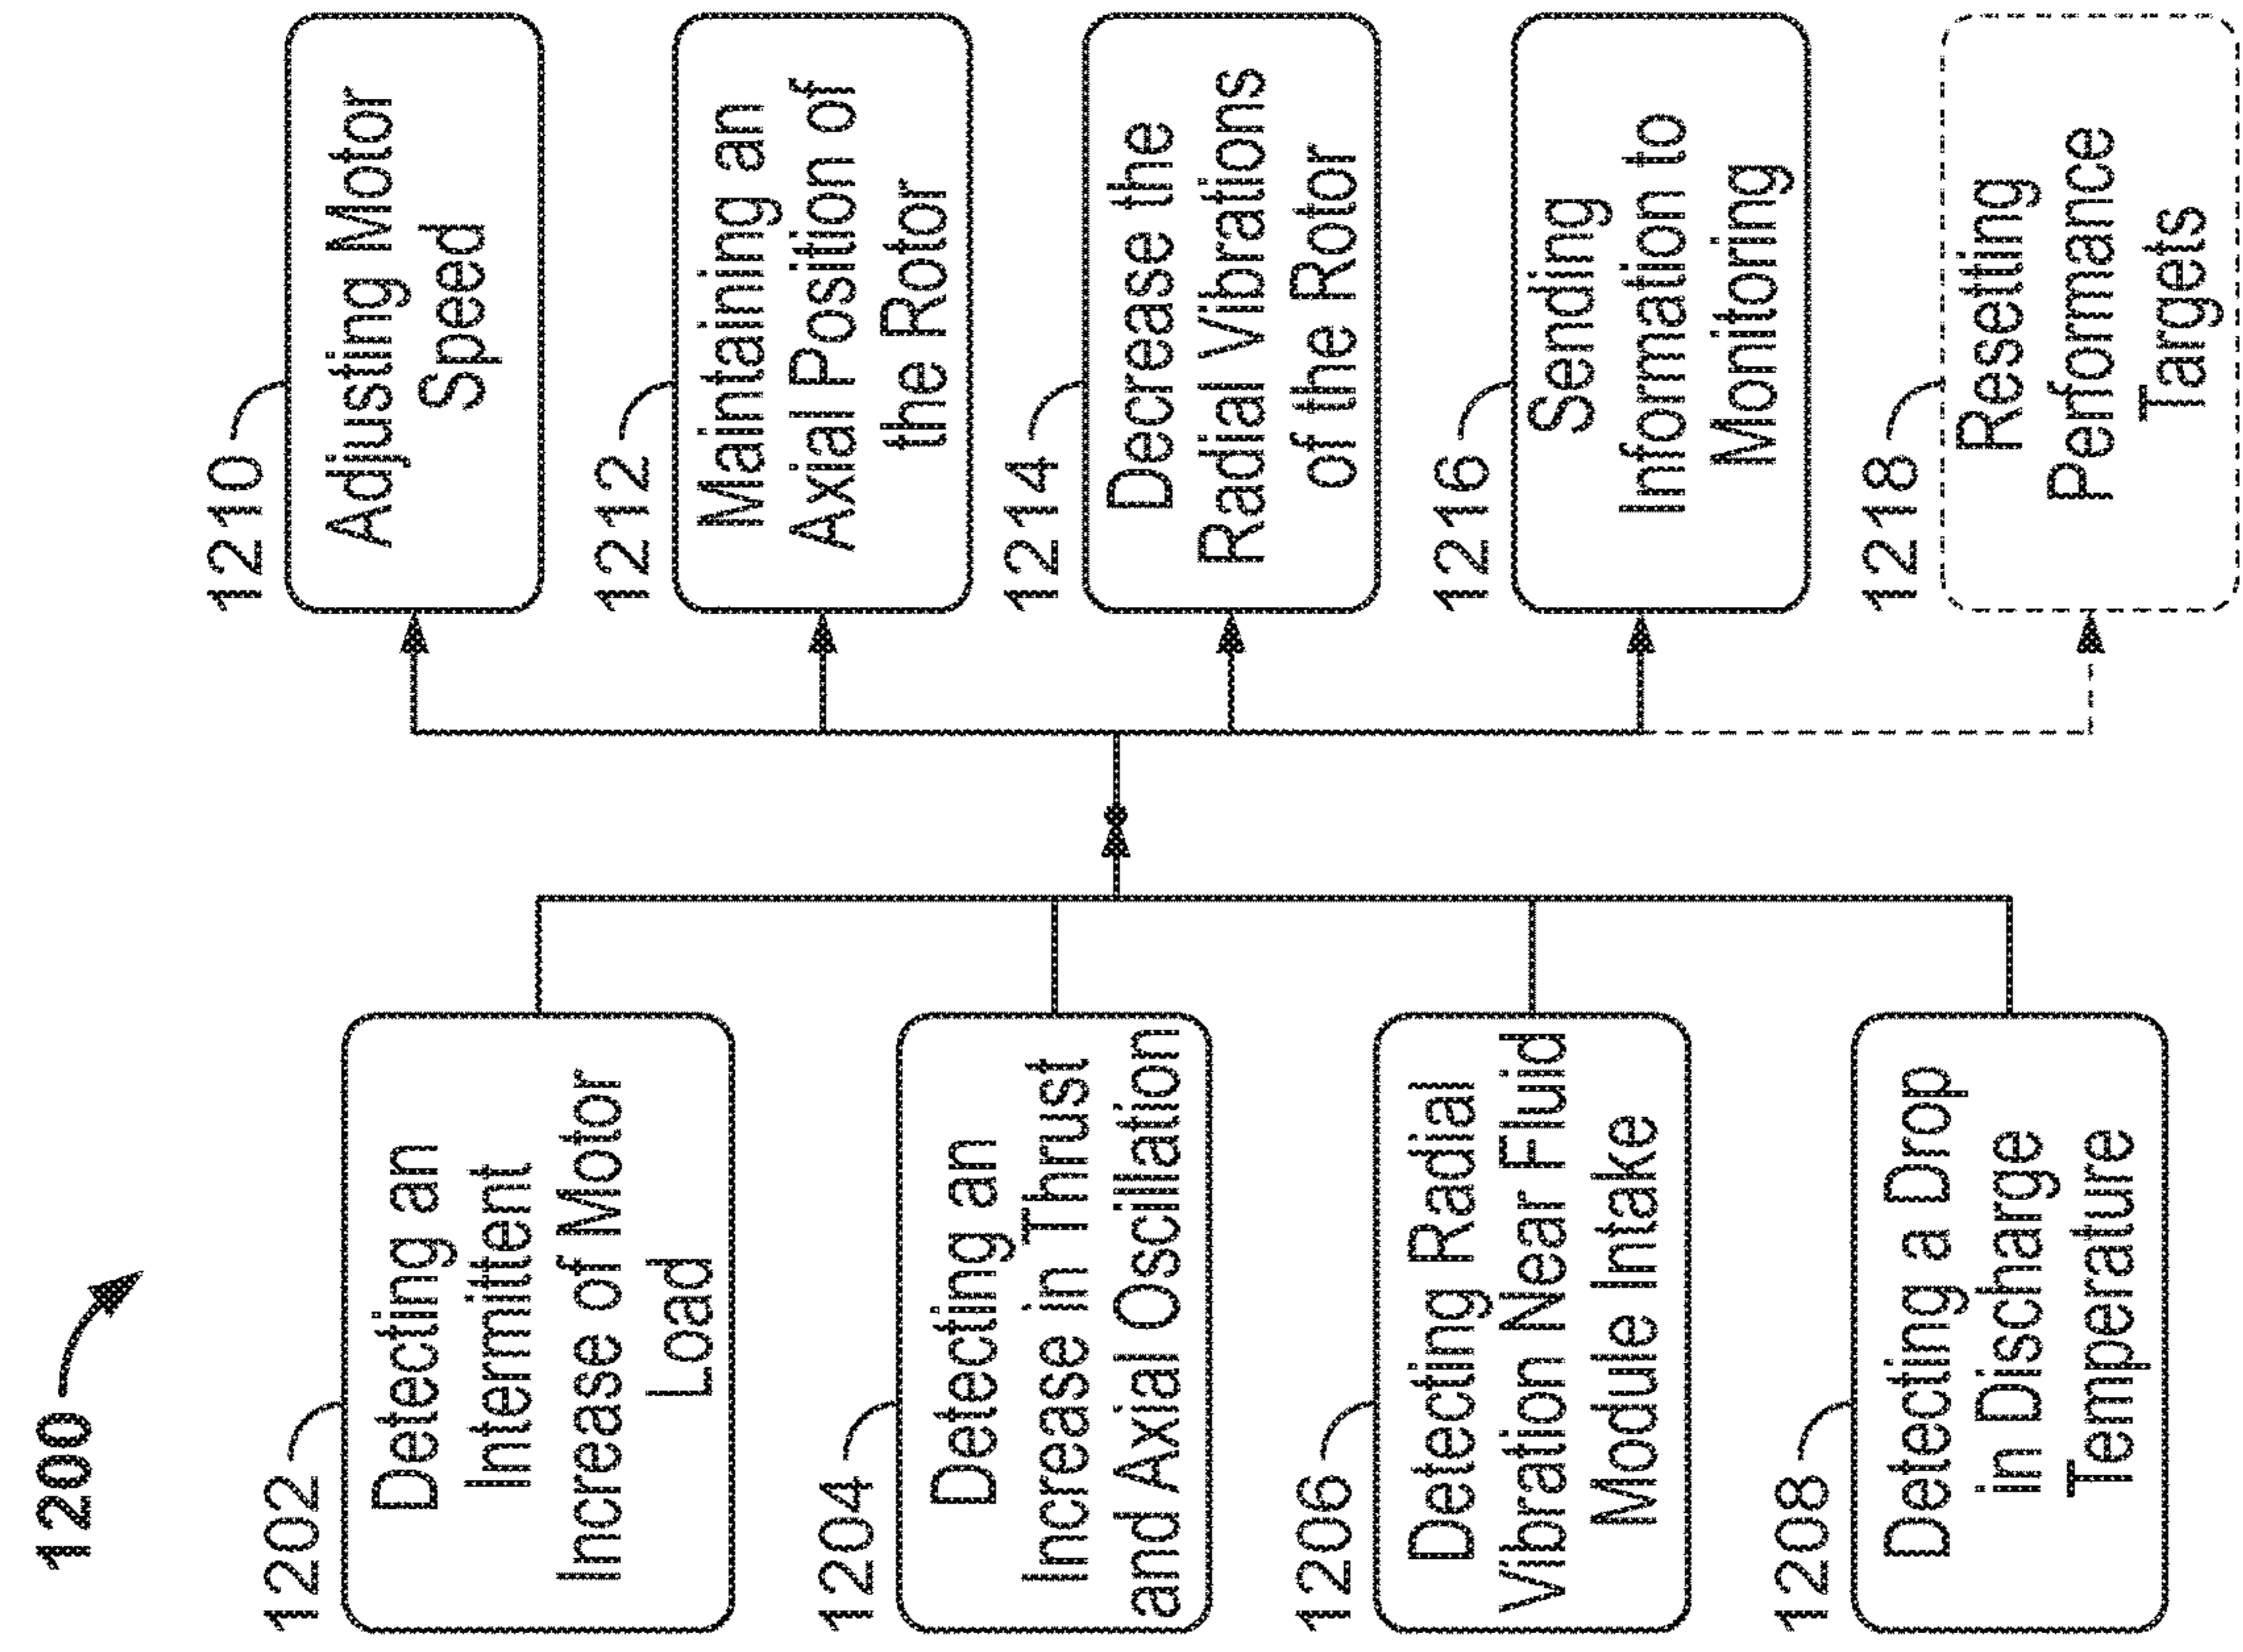 1200
1202
Detecting an
Intermittent
Increase of Motor
Load
1204
Detecting an
Increase in Thrust
and Axial Oscillation
1206
Detecting Radial
Vibration Near Fluid
Module Intake
1208
Detecting a Drop
in Discharge
Temperature
1210
Adjusting Motor
Speed
1212
Maintaining an
Axial Position of
the Rotor
1214
Decrease the
Radial Vibrations
of the Rotor
1216
Sending
Information to
Monitoring
1218
Resetting
Performance
Targets